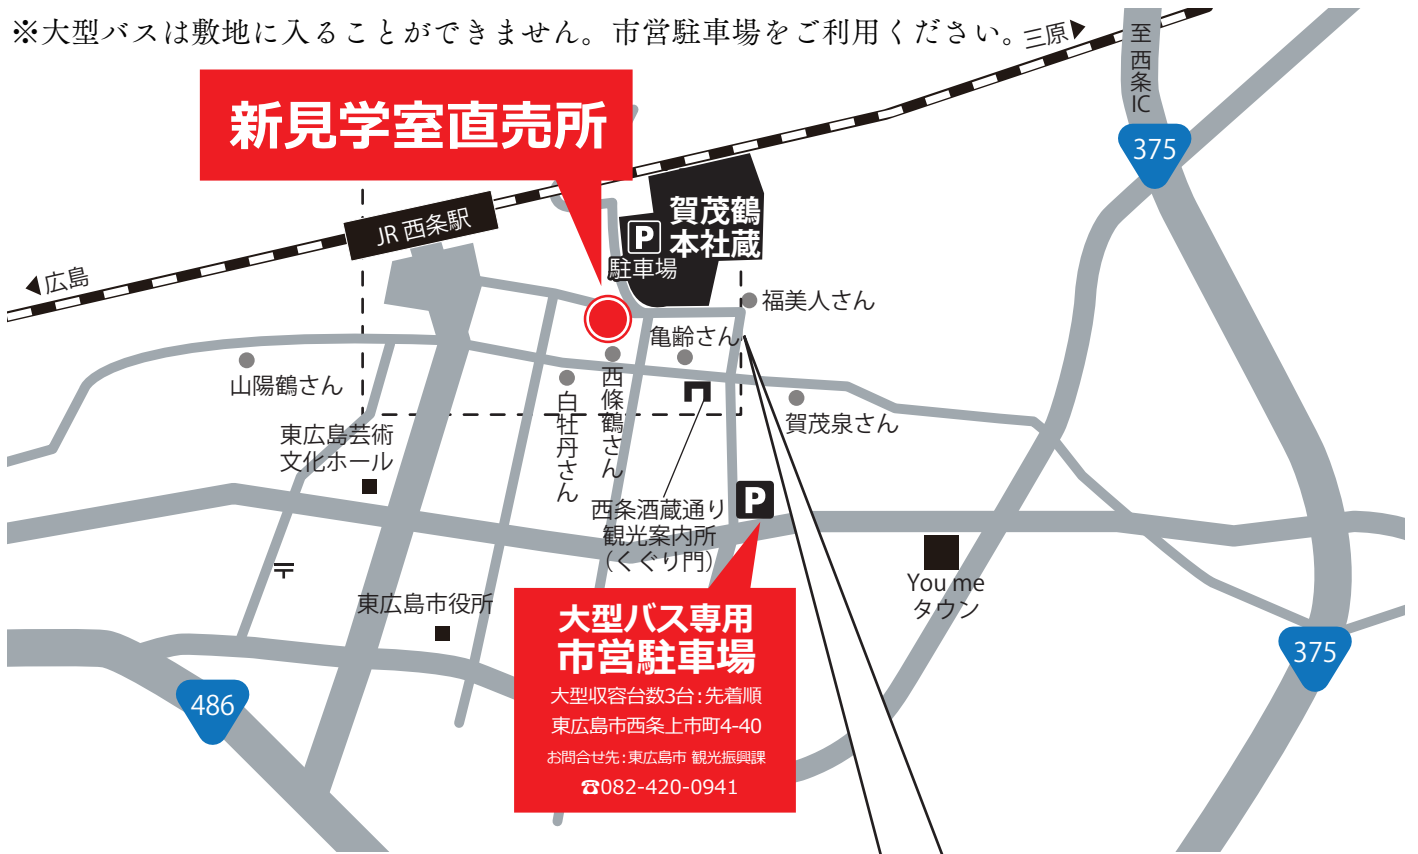 ※大型バスは敷地に入ることができません。市営駐車場をご利用ください。
三原
至西条IC
新見学室直売所
375
賀茂鶴
本社蔵
P
駐車場
JR 西条駅
広島
福美人さん
亀齢さん
山陽鶴さん
西條鶴さん
白牡丹さん
賀茂泉さん
東広島芸術
文化ホール
西条酒蔵通り
観光案内所
（くぐり門）
P
〒
You me
タウン
東広島市役所
大型バス専用
市営駐車場
大型収容台数3台：先着順
東広島市西条上市町4-40
お問合せ先：東広島市 観光振興課
☎082-420-0941
375
486